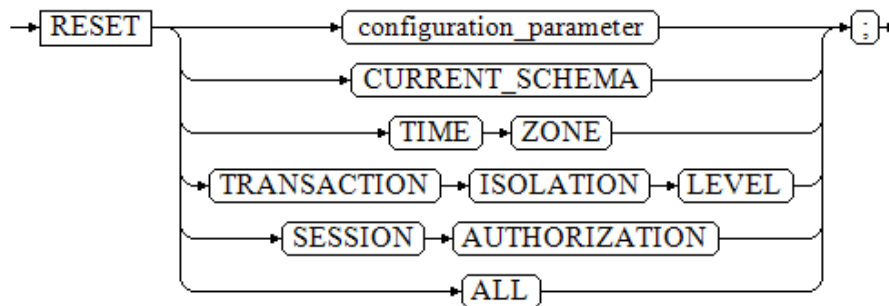 RESET configuration_parameter ;
CURRENT_SCHEMA
TIME ZONE
TRANSACTION ISOLATION LEVEL
SESSION AUTHORIZATION
ALL